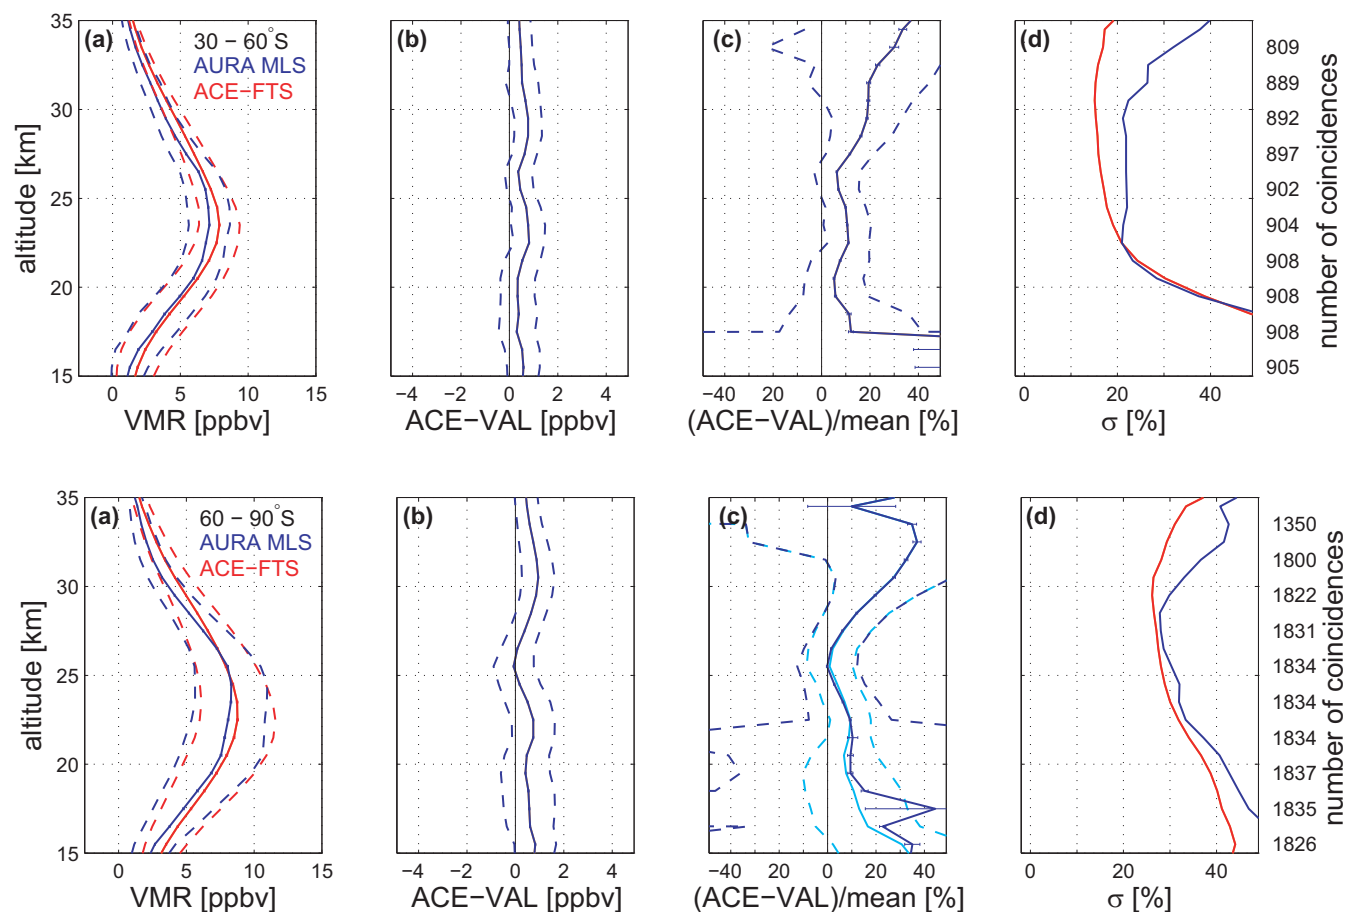 (a) 30 – 60°S
AURA MLS
ACE–FTS
35
30
25
20
15
altitude [km]
0 5 10 15
VMR [ppbv]
(b)
−4 −2 0 2 4
ACE−VAL [ppbv]
(c)
−40 −20 0 20 40
(ACE−VAL)/mean [%]
(d)
0 20 40
σ [%]
809
889
892
897
902
904
908
908
908
905
number of coincidences
(a) 60 – 90°S
AURA MLS
ACE–FTS
35
30
25
20
15
altitude [km]
0 5 10 15
VMR [ppbv]
(b)
−4 −2 0 2 4
ACE−VAL [ppbv]
(c)
−40 −20 0 20 40
(ACE−VAL)/mean [%]
(d)
0 20 40
σ [%]
1350
1800
1822
1831
1834
1834
1834
1837
1835
1826
number of coincidences